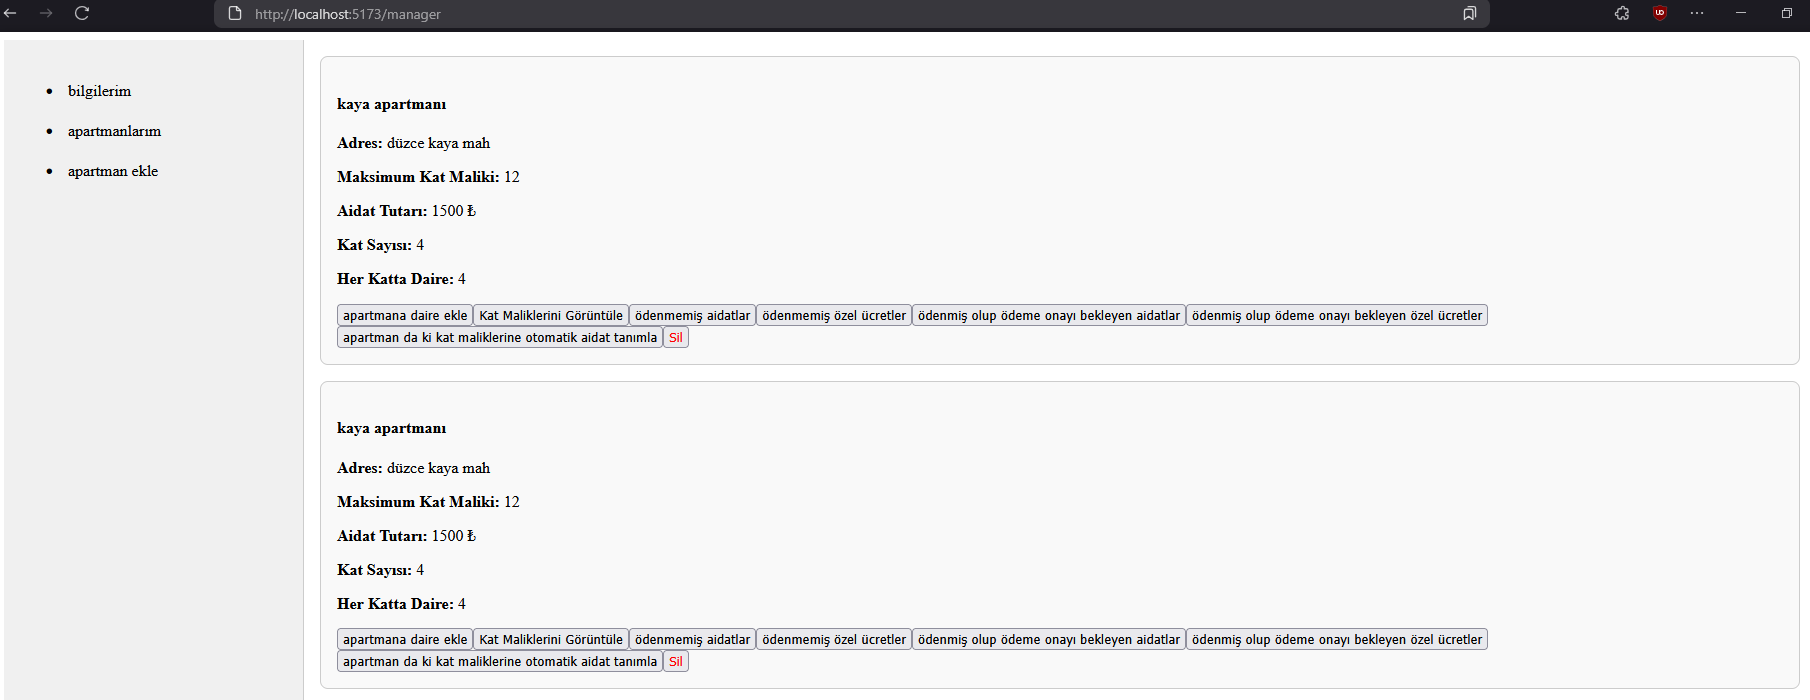 http://localhost:5173/manager
bilgilerim
apartmanlarım
apartman ekle
kaya apartmanı
Adres: düzce kaya mah
Maksimum Kat Maliki: 12
Aidat Tutarı: 1500 ₺
Kat Sayısı: 4
Her Katta Daire: 4
apartmana daire ekle Kat Maliklerini Görüntüle ödenmemiş aidatlar ödenmemiş özel ücretler ödenmiş olup ödeme onayı bekleyen aidatlar ödenmiş olup ödeme onayı bekleyen özel ücretler
apartman da ki kat maliklerine otomatik aidat tanımla Sil
kaya apartmanı
Adres: düzce kaya mah
Maksimum Kat Maliki: 12
Aidat Tutarı: 1500 ₺
Kat Sayısı: 4
Her Katta Daire: 4
apartmana daire ekle Kat Maliklerini Görüntüle ödenmemiş aidatlar ödenmemiş özel ücretler ödenmiş olup ödeme onayı bekleyen aidatlar ödenmiş olup ödeme onayı bekleyen özel ücretler
apartman da ki kat maliklerine otomatik aidat tanımla Sil